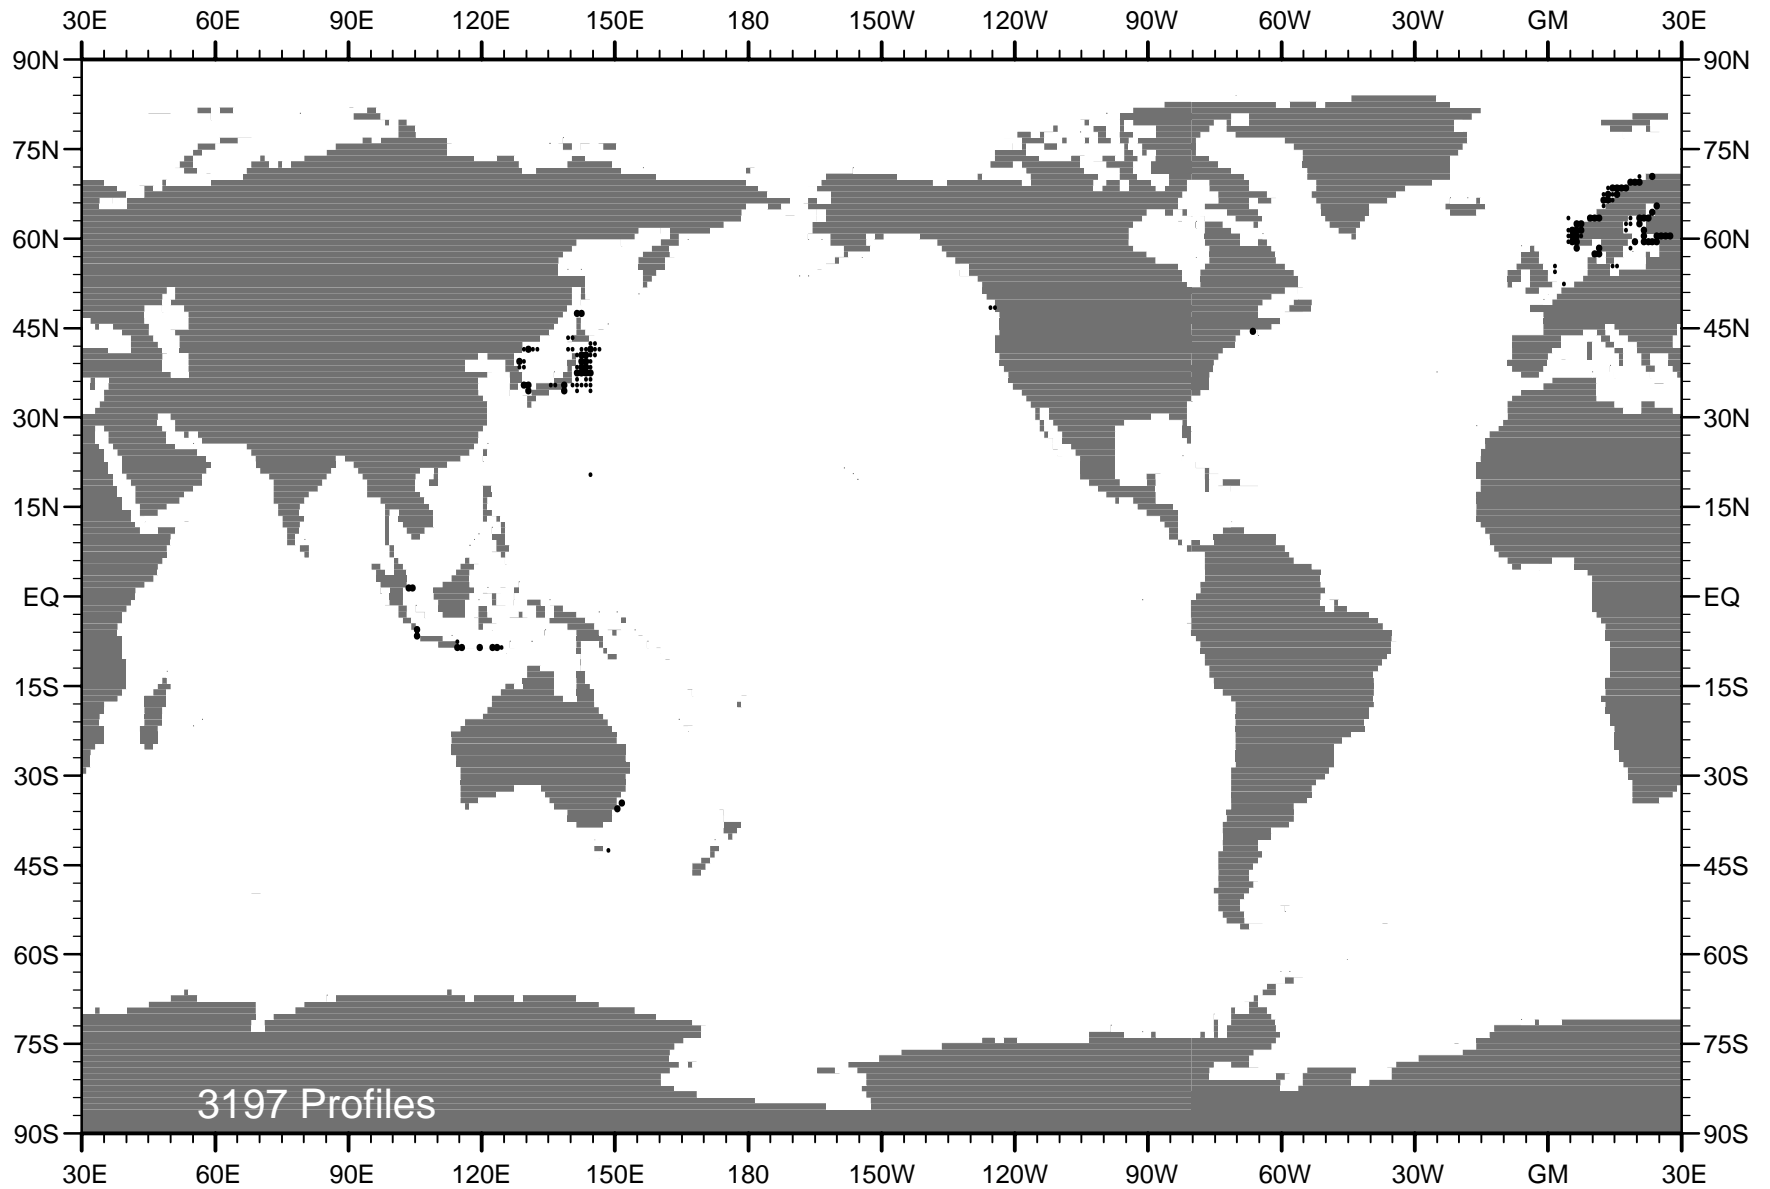 30E 60E 90E 120E 150E 180 150W 120W 90W 60W 30W GM 30E
90N 90N
75N 75N
60N 60N
45N 45N
30N 30N
15N 15N
EQ EQ
15S 15S
30S 30S
45S 45S
60S 60S
75S 75S
3197 Profiles
90S 90S
30E 60E 90E 120E 150E 180 150W 120W 90W 60W 30W GM 30E